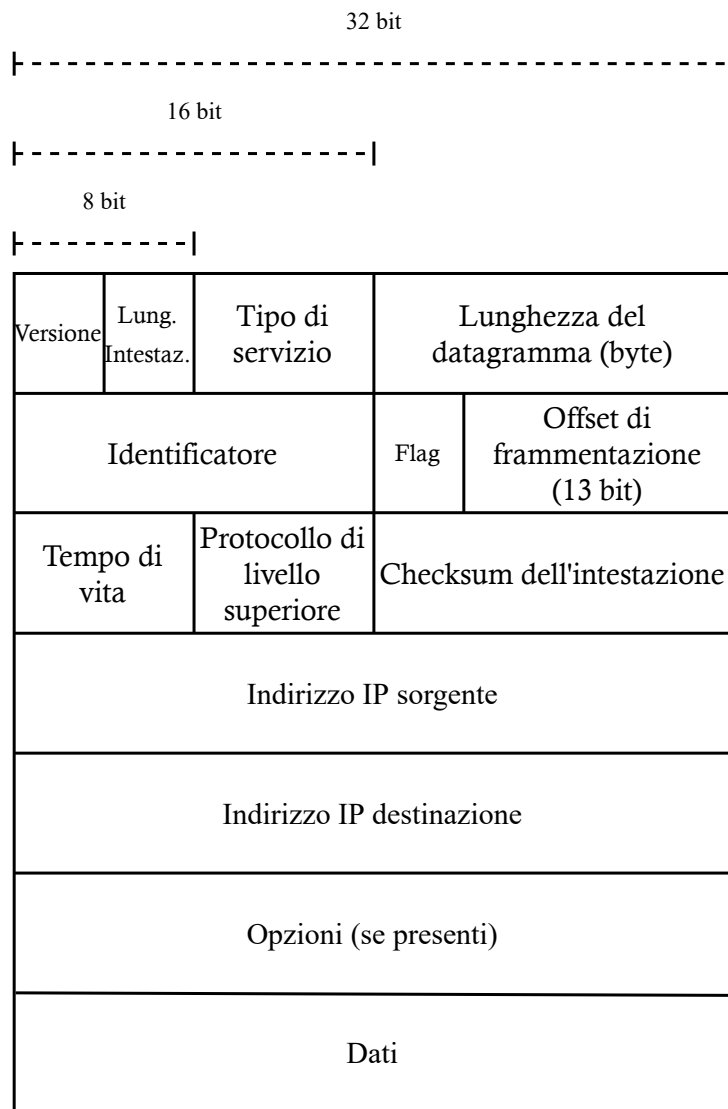 32 bit
16 bit
8 bit
Versione
Lung.
Intestaz.
Tipo di
servizio
Lunghezza del
datagramma (byte)
Identificatore
Flag
Offset di
frammentazione
(13 bit)
Tempo di
vita
Protocollo di
livello
superiore
Checksum dell'intestazione
Indirizzo IP sorgente
Indirizzo IP destinazione
Opzioni (se presenti)
Dati